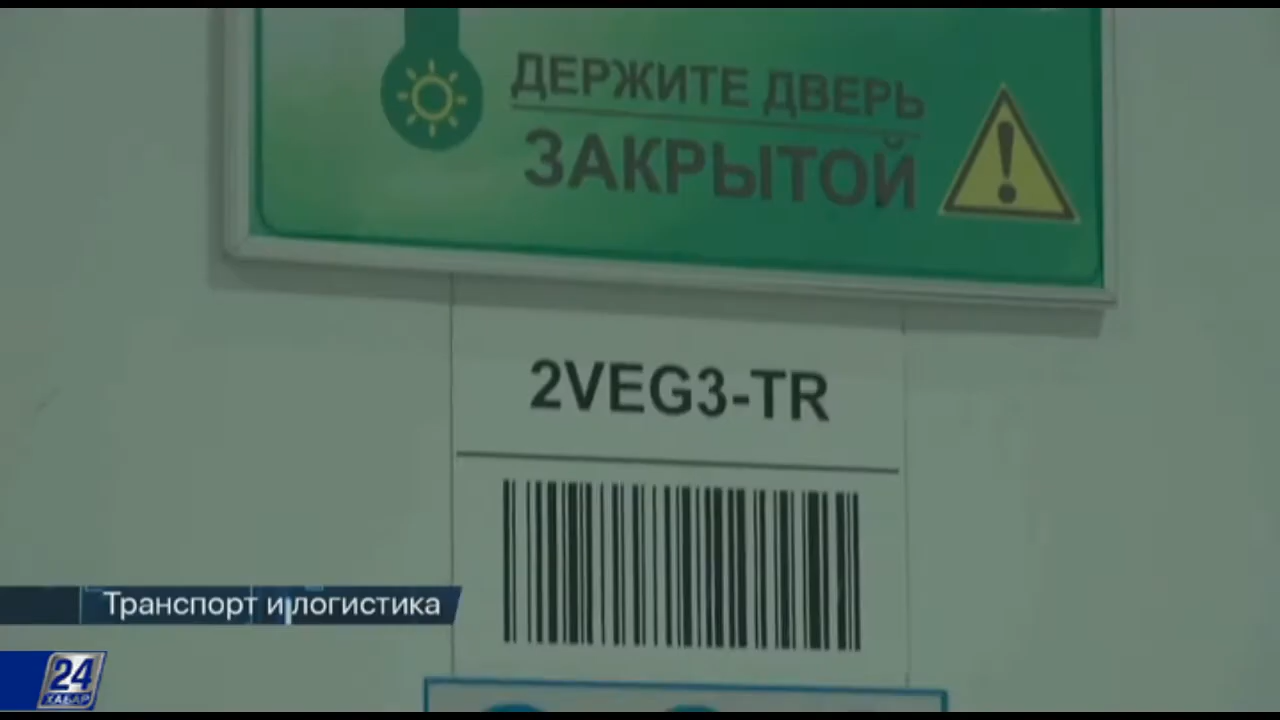 ДЕРЖИТЕ ДВЕРЬ
ЗАКРЫТОЙ
2VEG3-TR
Транспорт и логистика
24
ХАБАР